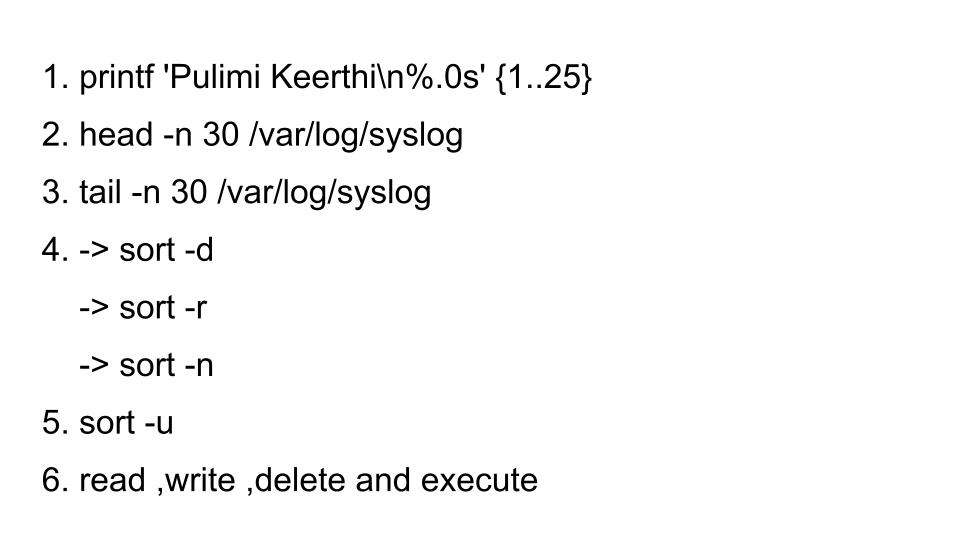 1. printf 'Pulimi Keerthi\n%.0s' {1..25}
2. head -n 30 /var/log/syslog
3. tail -n 30 /var/log/syslog
4. -> sort -d
-> sort -r
-> sort -n
5. sort -u
6. read ,write ,delete and execute